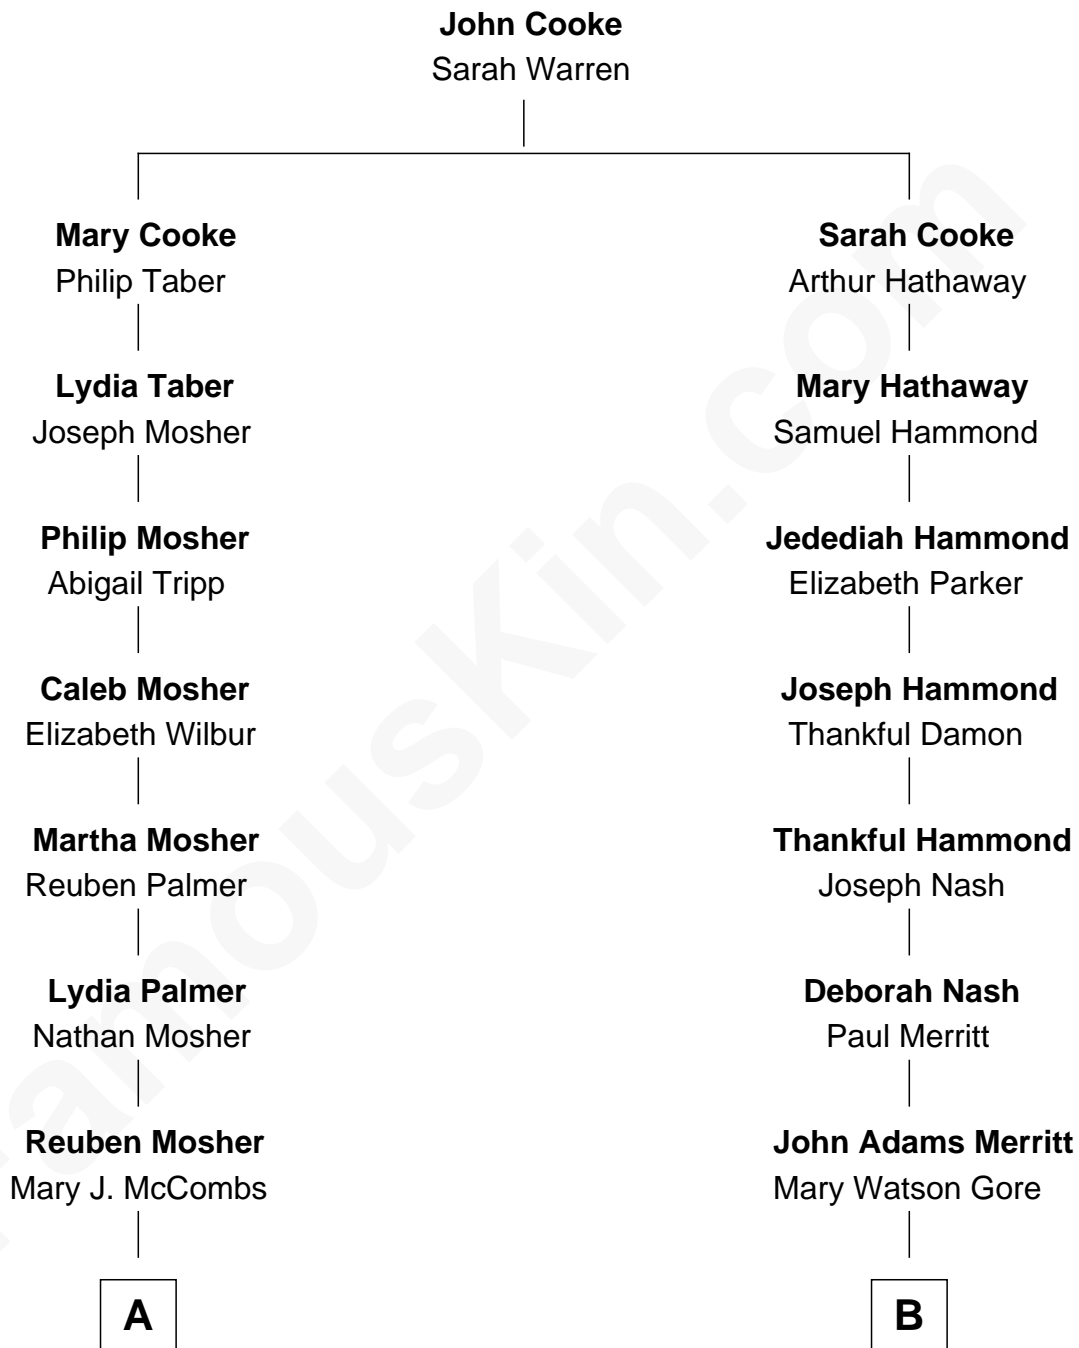 John Cooke
Sarah Warren
Mary Cooke
Philip Taber
Sarah Cooke
Arthur Hathaway
Lydia Taber
Joseph Mosher
Mary Hathaway
Samuel Hammond
Philip Mosher
Abigail Tripp
Jedediah Hammond
Elizabeth Parker
Caleb Mosher
Elizabeth Wilbur
Joseph Hammond
Thankful Damon
Martha Mosher
Reuben Palmer
Thankful Hammond
Joseph Nash
Lydia Palmer
Nathan Mosher
Deborah Nash
Paul Merritt
Reuben Mosher
Mary J. McCombs
John Adams Merritt
Mary Watson Gore
A
B
FamousKin.com